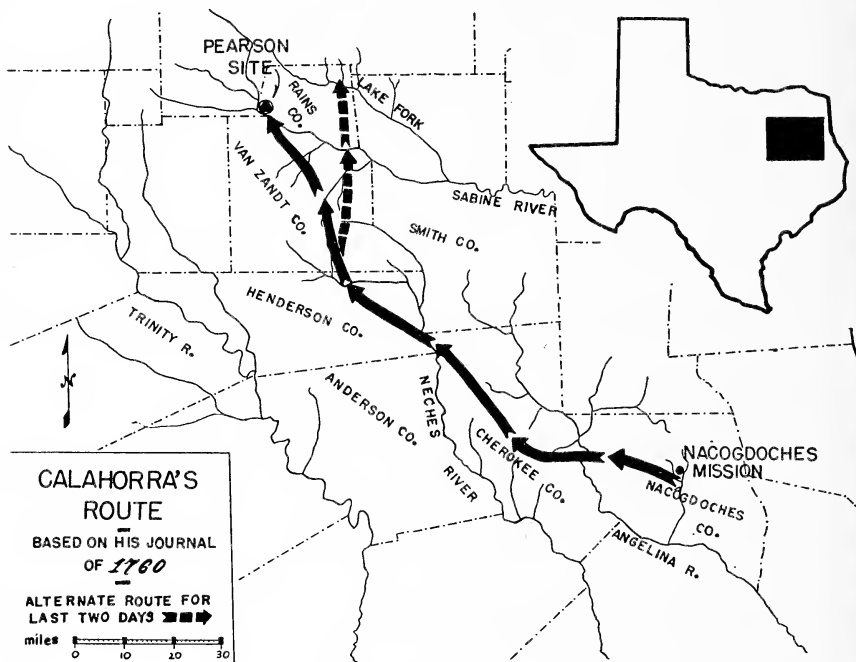 PEARSON
SITE
RAINS
CO.
LAKE FORK
VAN ZANDT CO.
SABINE RIVER
SMITH CO.
HENDERSON CO.
TRINITY R.
N
ANDERSON CO.
NECHES
RIVER
CHEROKEE CO.
NACOGDOCHES
MISSION
NACOGDOCHES
CO.
ANGELINA R.
CALAHORRA'S
ROUTE
BASED ON HIS JOURNAL
OF 1760
ALTERNATE ROUTE FOR
LAST TWO DAYS
miles
0 10 20 30